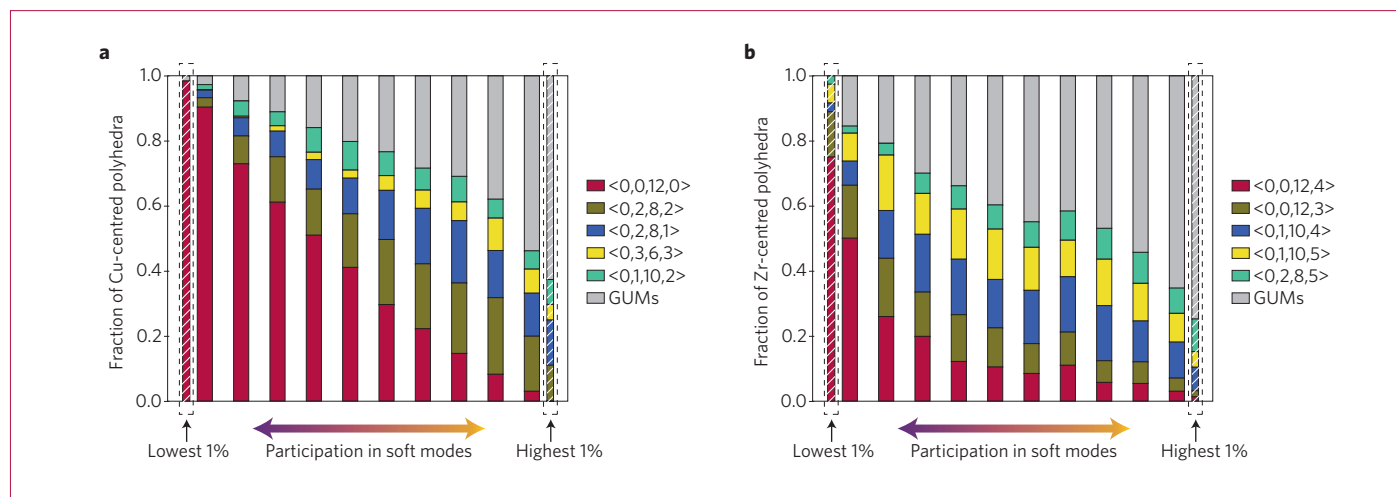 a
Fraction of Cu-centred polyhedra
1.0
0.8
0.6
0.4
0.2
0.0
<0,0,12,0>
<0,2,8,2>
<0,2,8,1>
<0,3,6,3>
<0,1,10,2>
GUMs
Lowest 1%
Participation in soft modes
Highest 1%
b
Fraction of Zr-centred polyhedra
1.0
0.8
0.6
0.4
0.2
0.0
<0,0,12,4>
<0,0,12,3>
<0,1,10,4>
<0,1,10,5>
<0,2,8,5>
GUMs
Lowest 1%
Participation in soft modes
Highest 1%